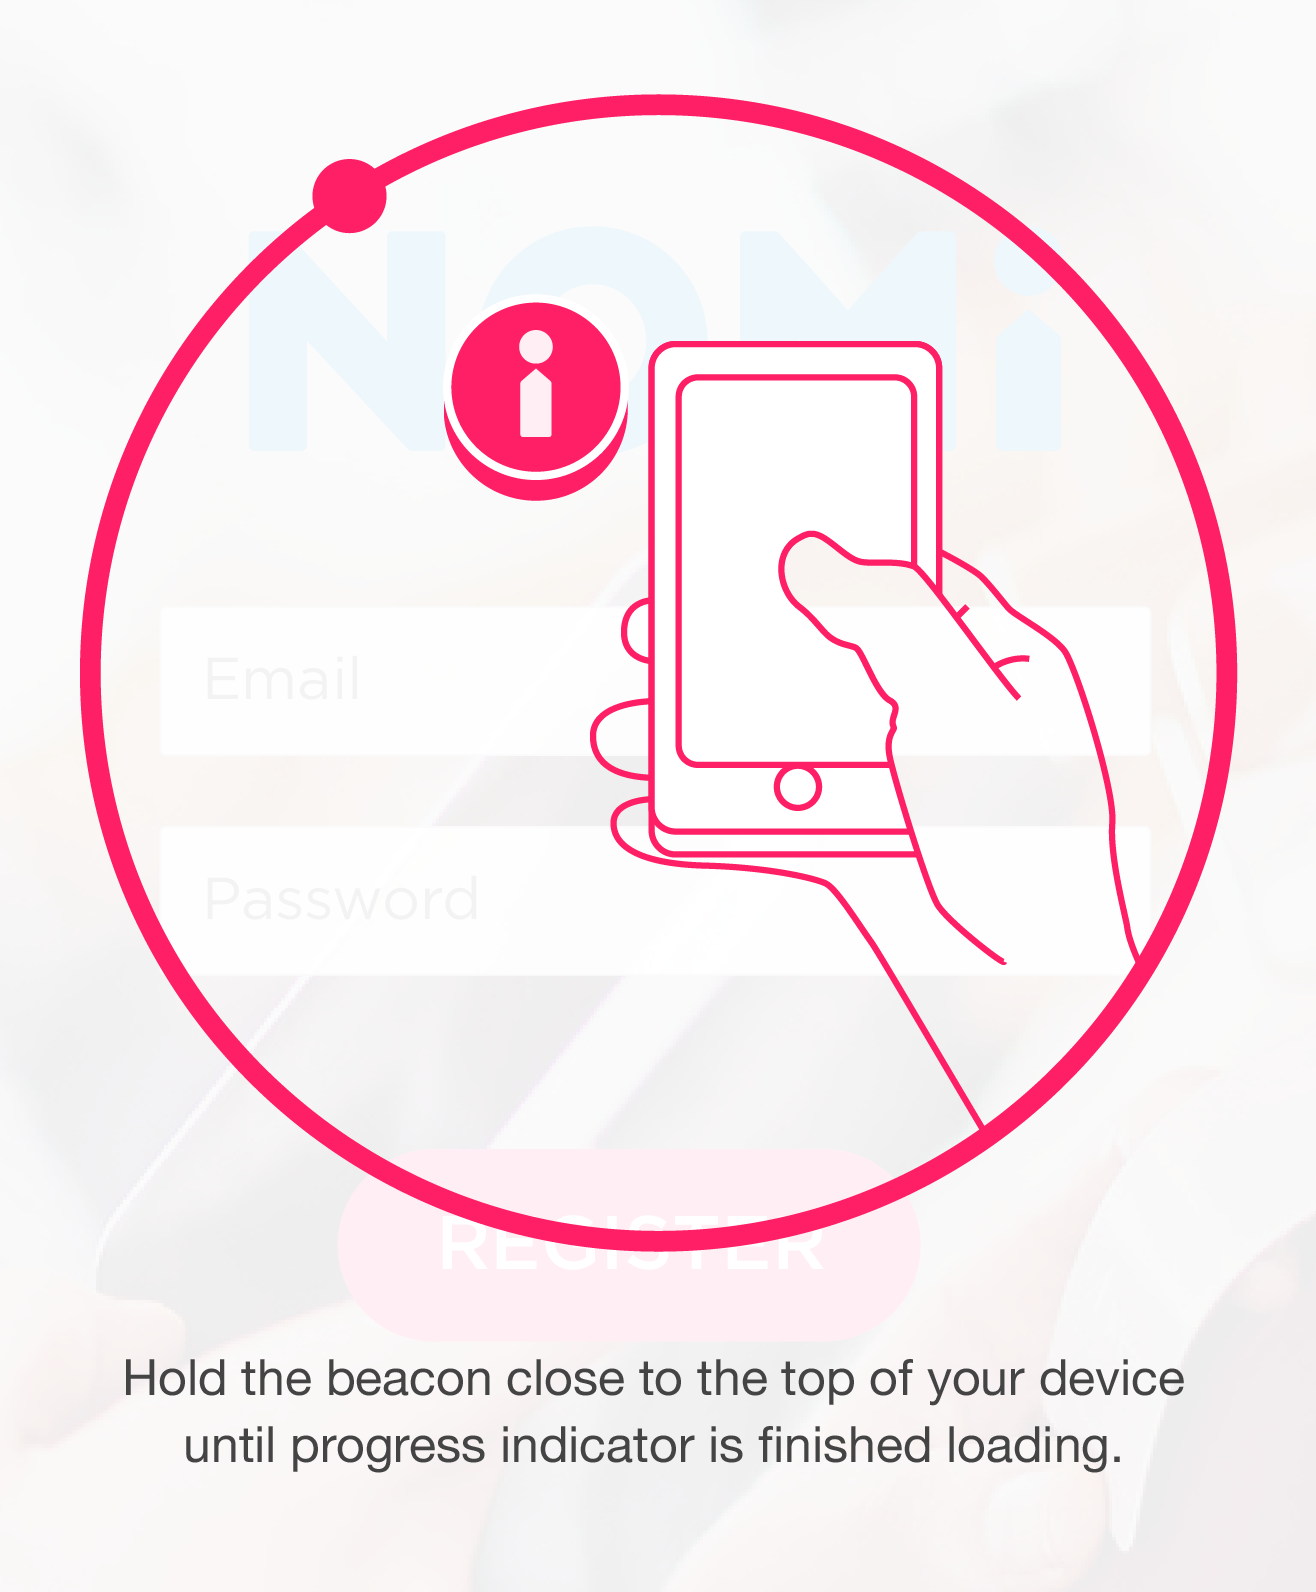 NOMi
i
Email
Password
REGISTER
Hold the beacon close to the top of your device
until progress indicator is finished loading.